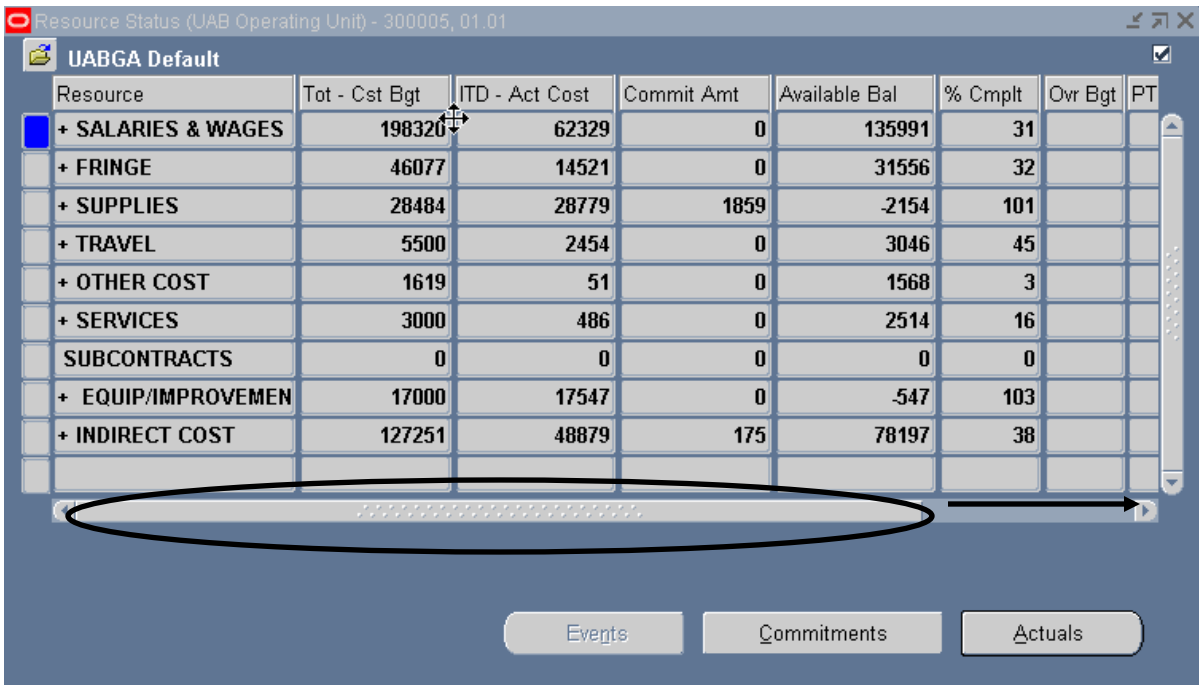 Resource Status (UAB Operating Unit) - 300005, 01.01
UABGA Default
Resource Tot - Cst Bgt ITD - Act Cost Commit Amt Available Bal % Cmplt Ovr Bgt PT
+ SALARIES & WAGES 198320 62329 0 135991 31
+ FRINGE 46077 14521 0 31556 32
+ SUPPLIES 28484 28779 1859 -2154 101
+ TRAVEL 5500 2454 0 3046 45
+ OTHER COST 1619 51 0 1568 3
+ SERVICES 3000 486 0 2514 16
SUBCONTRACTS 0 0 0 0 0
+ EQUIP/IMPROVEMEN 17000 17547 0 -547 103
+ INDIRECT COST 127251 48879 175 78197 38
Events Commitments Actuals